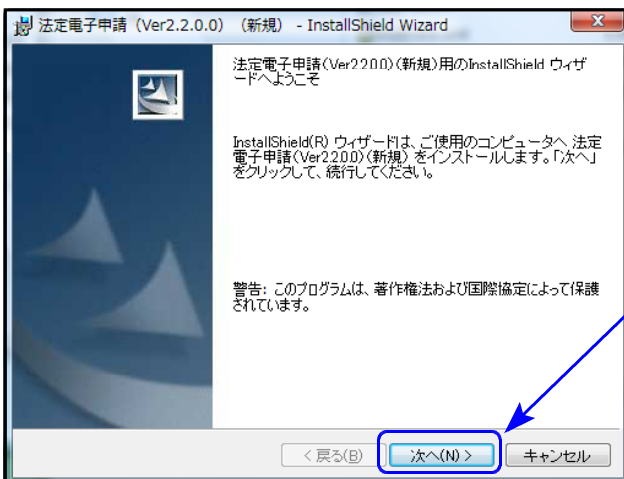 法定電子申請（Ver2.2.0.0）（新規） - InstallShield Wizard
法定電子申請(Ver2.2.0.0)(新規)用のInstallShield ウィザ
ードへようこそ
InstallShield(R) ウィザードは、ご使用のコンピュータへ 法定
電子申請(Ver2.2.0.0)(新規) をインストールします。「次へ」
をクリックして、続行してください。
警告: このプログラムは、著作権法および国際協定によって保護
されています。
< 戻る(B)
次へ(N) >
キャンセル